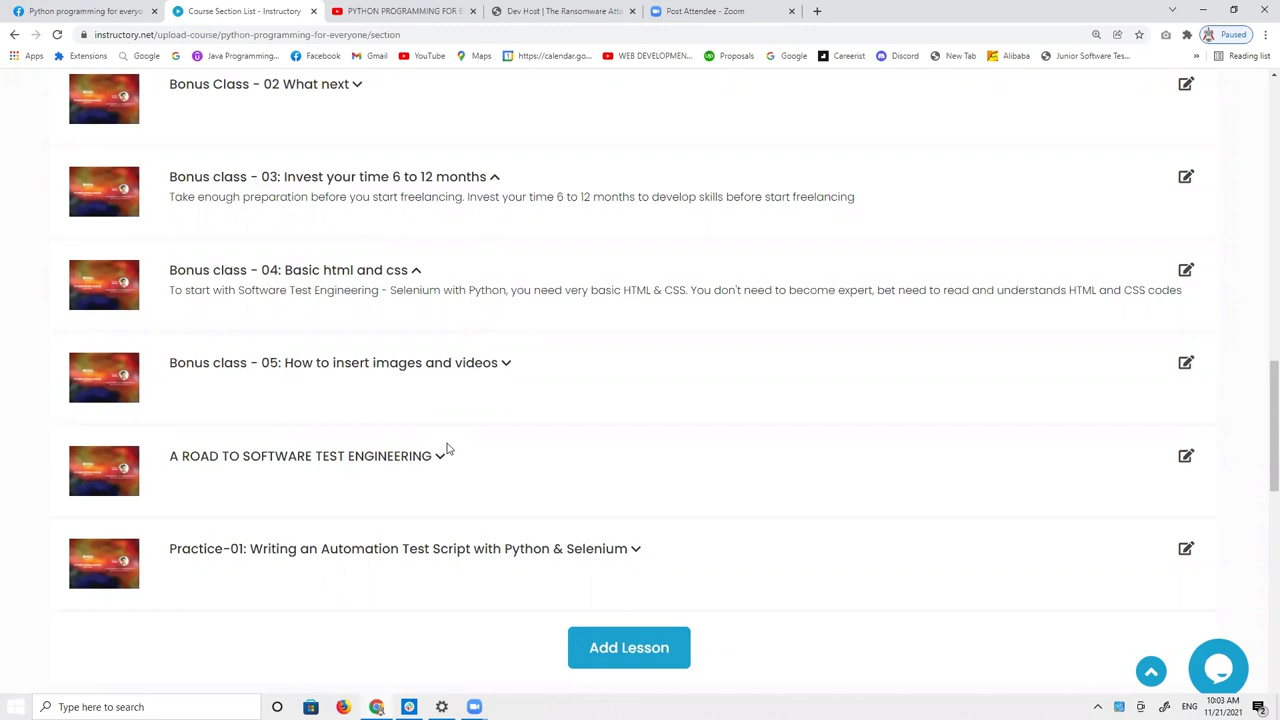 Python programming for everyo
Course Section List - Instructory
PYTHON PROGRAMMING FOR E
Dev Host | The Ransomware Atta
Post Attendee - Zoom
instructory.net/upload-course/python-programming-for-everyone/section
Paused
Apps
Extensions
Google
Java Programming...
Facebook
Gmail
YouTube
Maps
https://calendar.go...
WEB DEVELOPMEN...
Proposals
Google
Careerist
Discord
New Tab
Alibaba
Junior Software Tes...
»
Reading list
Bonus Class - 02 What next
Bonus class - 03: Invest your time 6 to 12 months
Take enough preparation before you start freelancing. Invest your time 6 to 12 months to develop skills before start freelancing
Bonus class - 04: Basic html and css
To start with Software Test Engineering - Selenium with Python, you need very basic HTML & CSS. You don't need to become expert, bet need to read and understands HTML and CSS codes
Bonus class - 05: How to insert images and videos
A ROAD TO SOFTWARE TEST ENGINEERING
Practice-01: Writing an Automation Test Script with Python & Selenium
Add Lesson
Type here to search
ENG
10:03 AM
11/21/2021
2